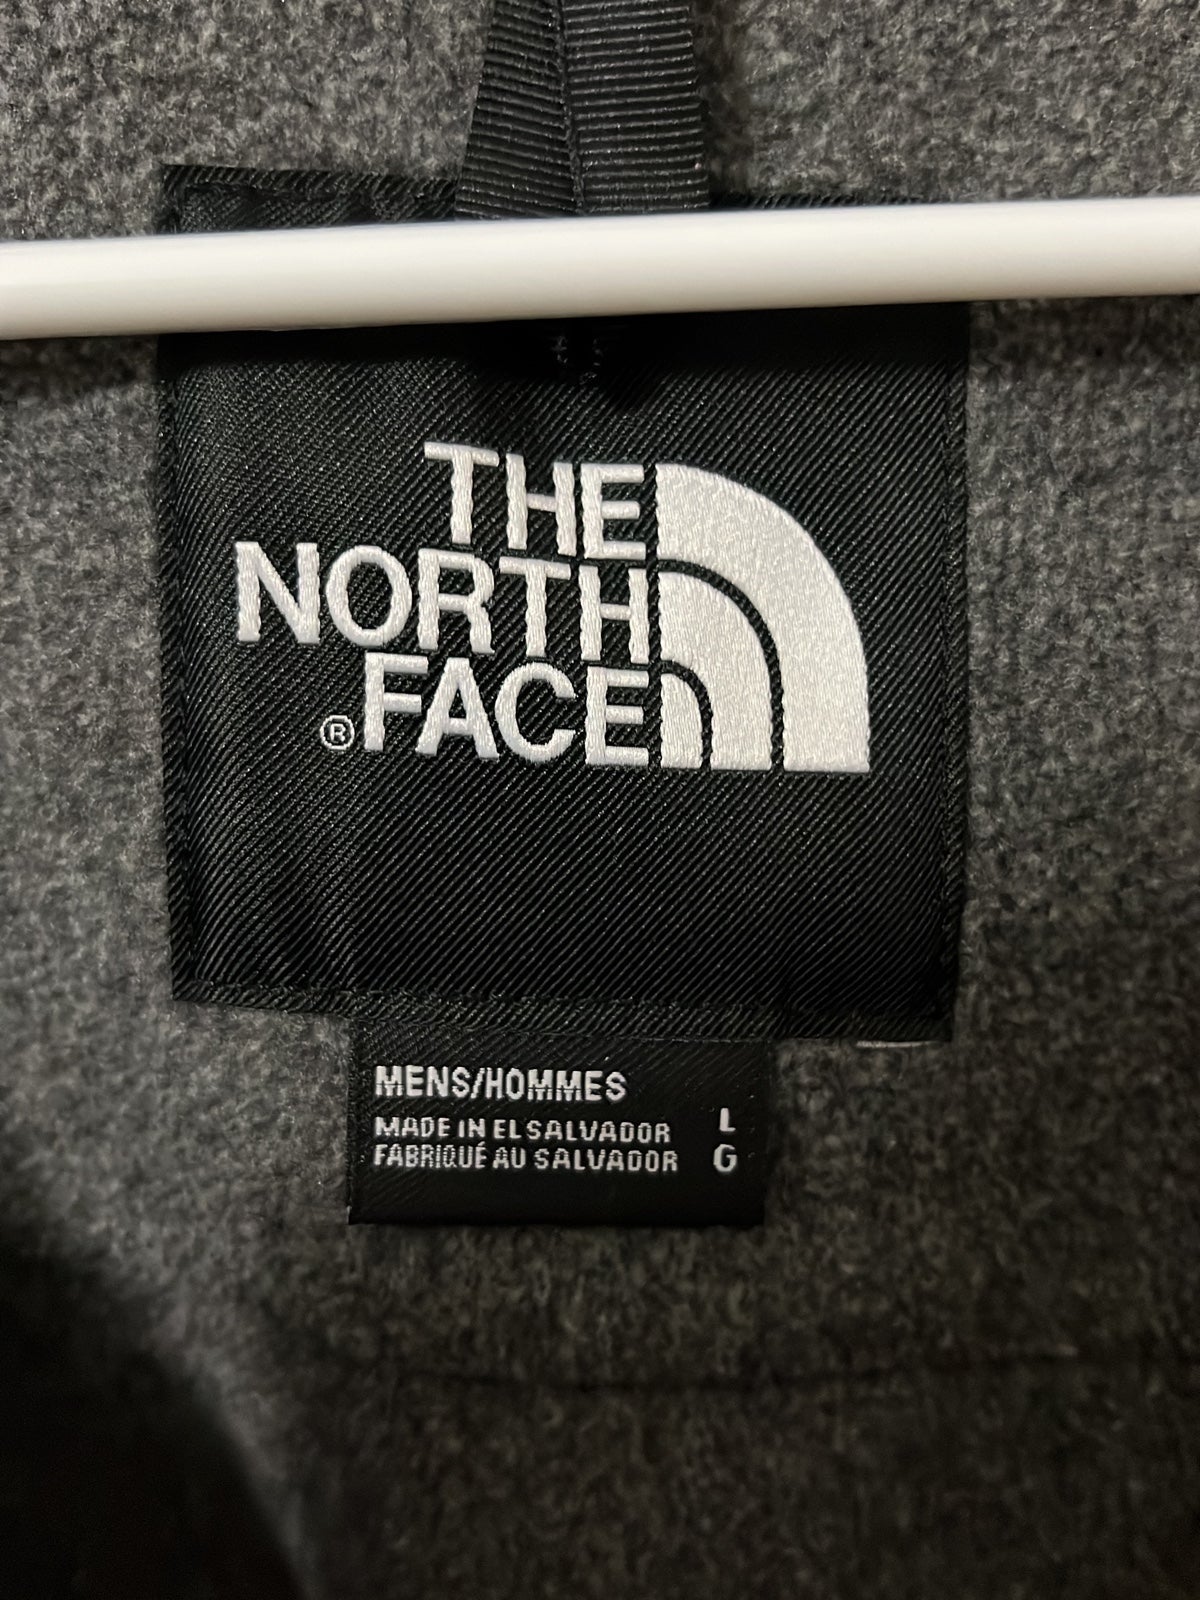 THE
NORTH
® FACE
MENS/HOMMES
MADE IN EL SALVADOR L
FABRIQUÉ AU SALVADOR G